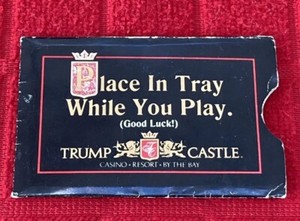 Place In Tray
While You Play.
(Good Luck!)
TRUMP CASTLE
CASINO • RESORT • BY THE BAY